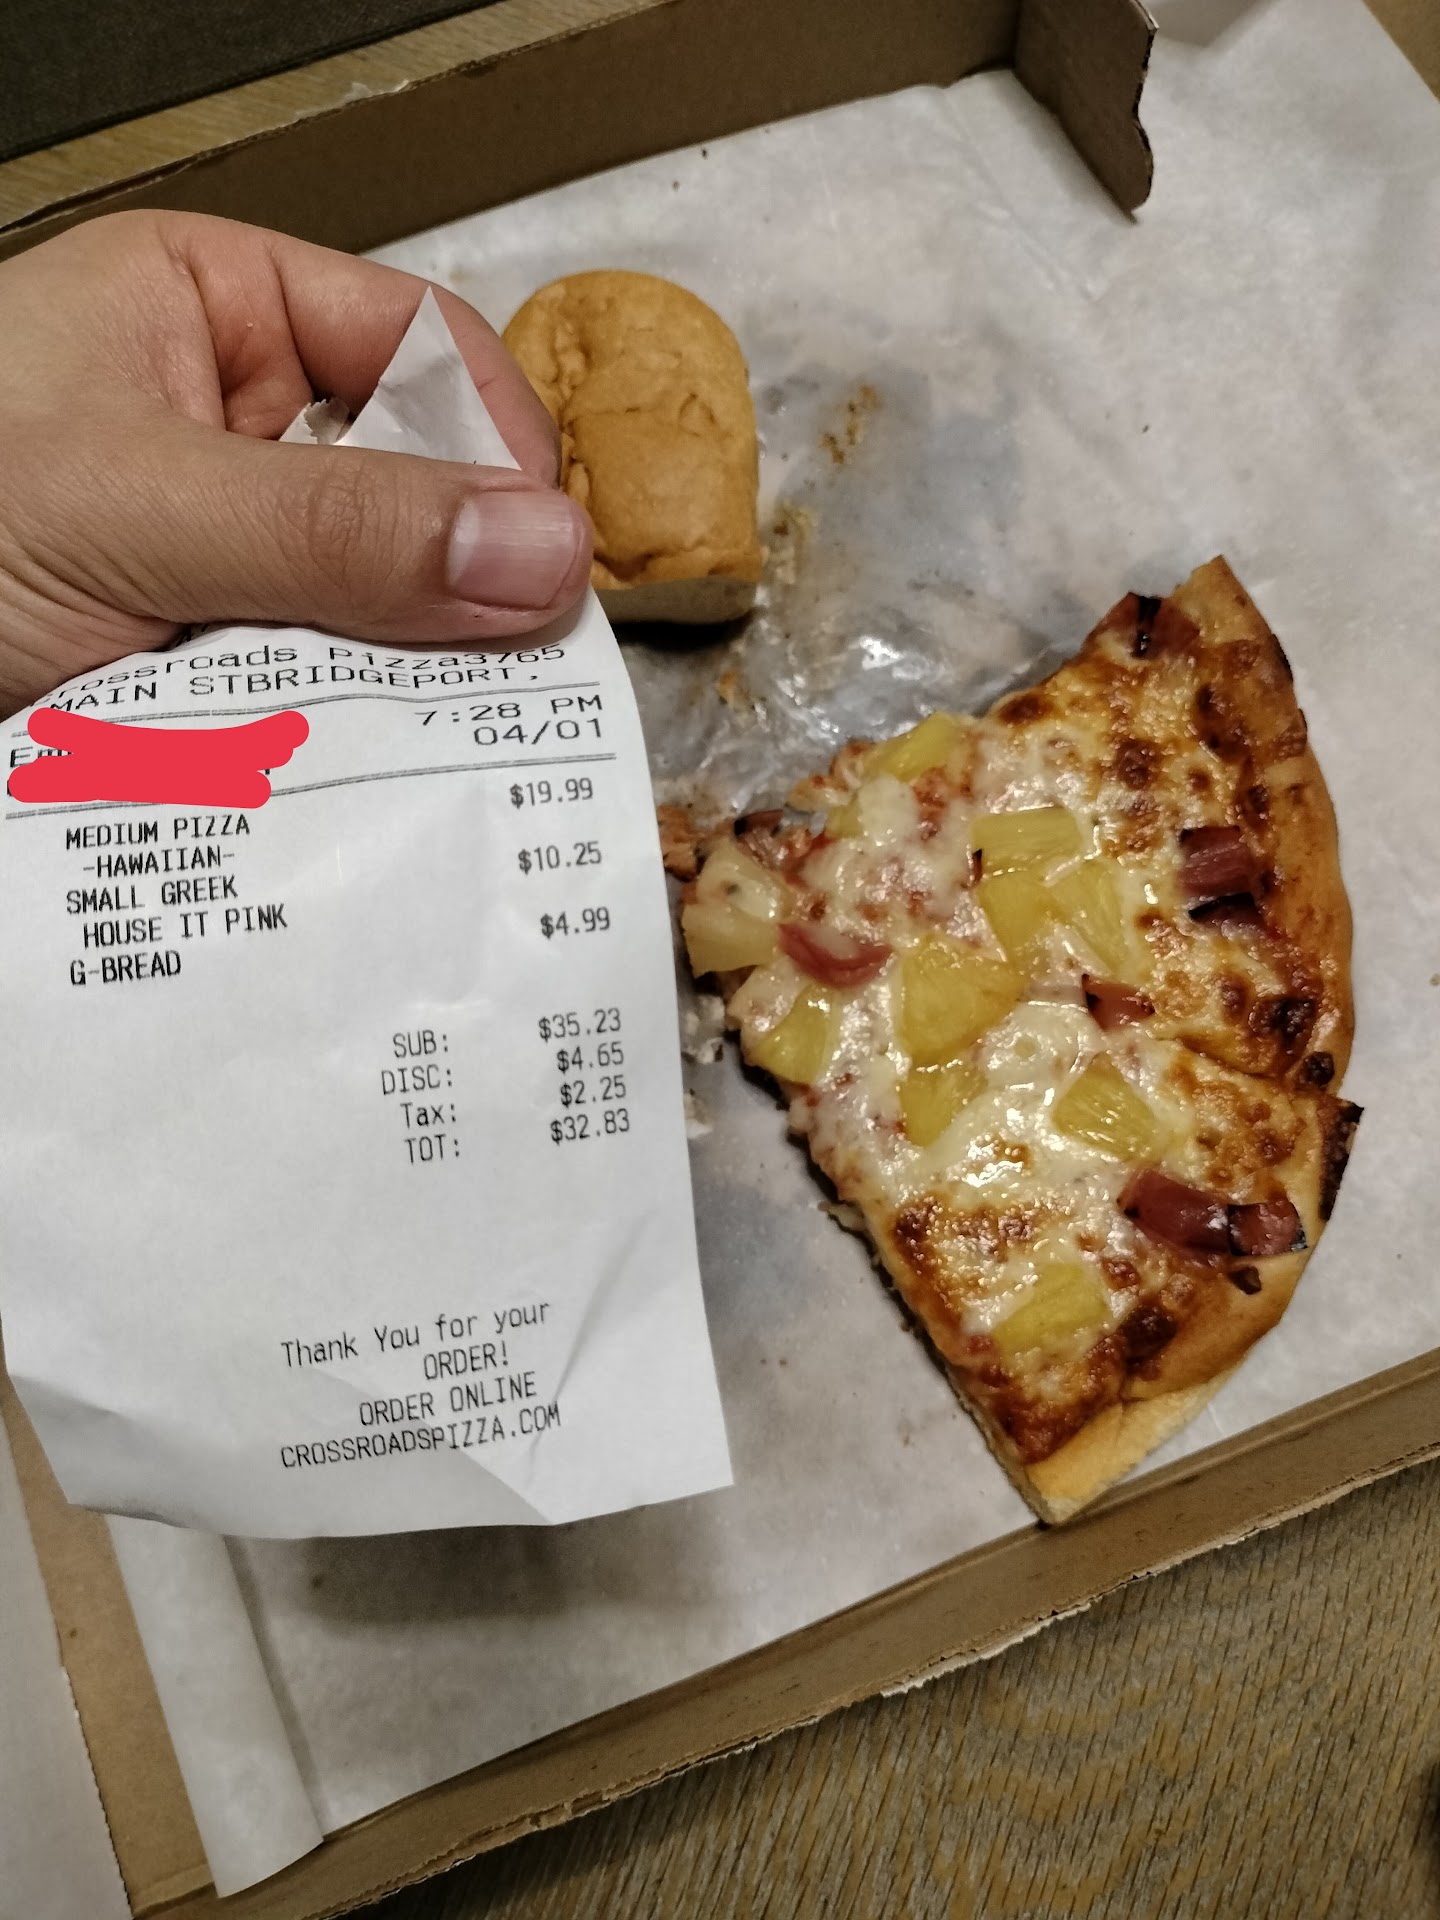 Crossroads Pizza3765
MAIN STBRIDGEPORT,
7:28 PM
04/01
$19.99
MEDIUM PIZZA
-HAWAIIAN-
$10.25
SMALL GREEK
HOUSE IT PINK
$4.99
G-BREAD
SUB: $35.23
DISC: $4.65
Tax: $2.25
TOT: $32.83
Thank You for your
ORDER!
ORDER ONLINE
CROSSROADSPIZZA.COM